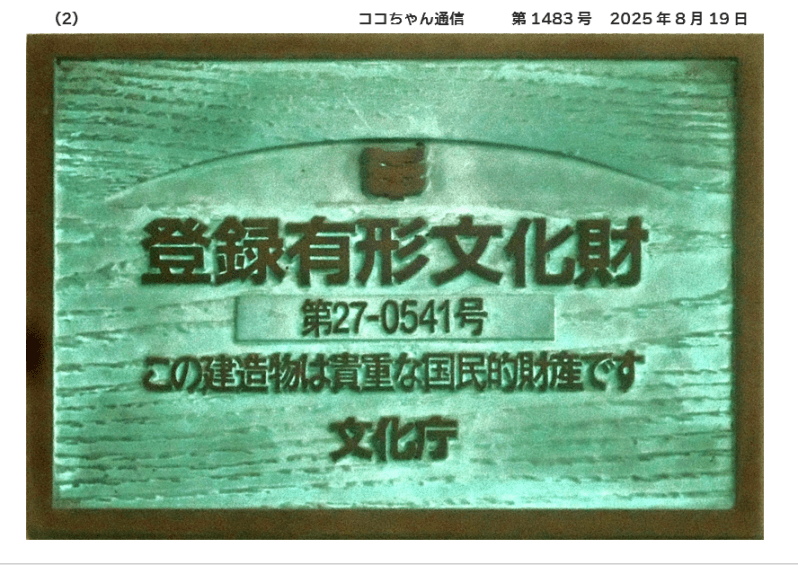 （2） ココちゃん通信 第1483号 2025年8月19日
登録有形文化財
第27-0541号
この建造物は貴重な国民的財産です
文化庁